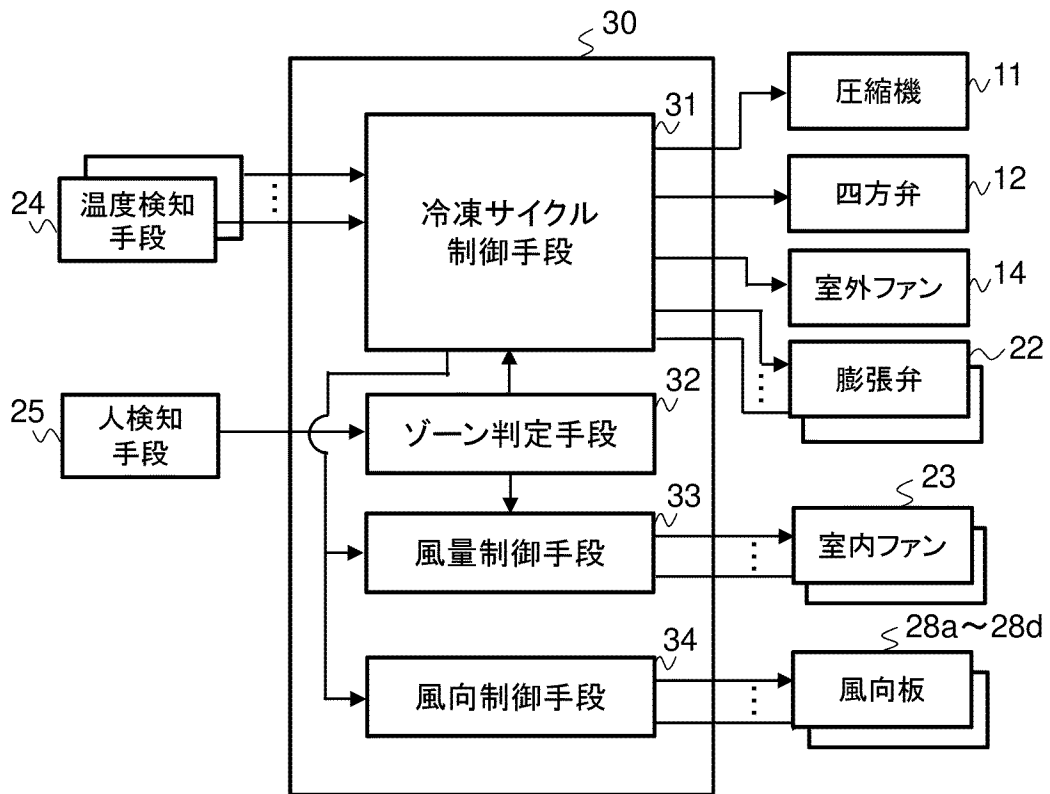 30
31
圧縮機
11
24
温度検知
手段
冷凍サイクル
制御手段
四方弁
12
室外ファン
14
22
膨張弁
25
人検知
手段
32
ゾーン判定手段
33
風量制御手段
23
室内ファン
34
風向制御手段
28a~28d
風向板